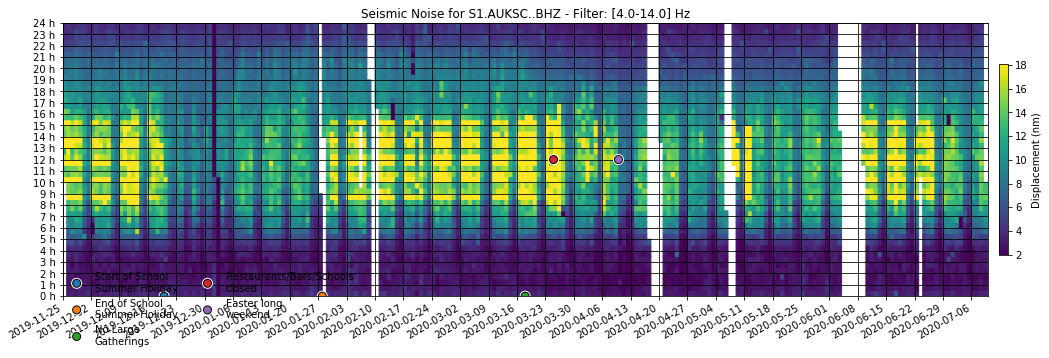 Seismic Noise for S1.AUKSC..BHZ - Filter: [4.0-14.0] Hz
24 h
23 h
22 h
21 h
20 h
19 h
18 h
17 h
16 h
15 h
14 h
13 h
12 h
11 h
10 h
9 h
8 h
7 h
6 h
5 h
4 h
3 h
2 h
1 h
0 h
18
16
14
12
10
8
6
4
2
Displacement (nm)
Start of School
Summer Holiday
End of School
Summer Holiday
No Large
Gatherings
Restaurants/Bars/Schools
closed
Easter long
weekend
2019-11-25
2019-12-30
2020-01-27
2020-02-03
2020-02-10
2020-02-17
2020-02-24
2020-03-02
2020-03-09
2020-03-16
2020-03-23
2020-03-30
2020-04-06
2020-04-13
2020-04-20
2020-04-27
2020-05-04
2020-05-11
2020-05-18
2020-05-25
2020-06-01
2020-06-08
2020-06-15
2020-06-22
2020-06-29
2020-07-06